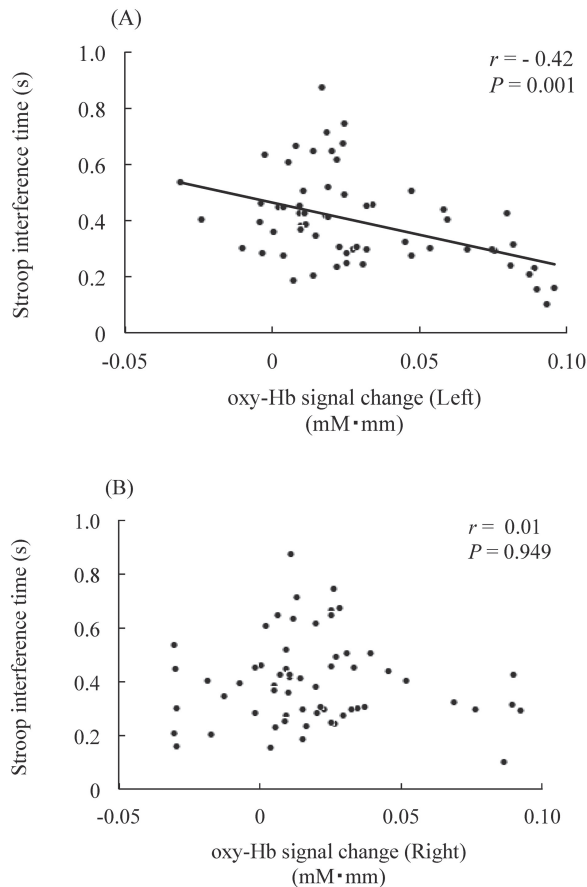 (A)
r = - 0.42
P = 0.001
Stroop interference time (s)
1.0
0.8
0.6
0.4
0.2
0
-0.05
0
0.05
0.10
oxy-Hb signal change (Left)
(mM・mm)
(B)
r = 0.01
P = 0.949
Stroop interference time (s)
1.0
0.8
0.6
0.4
0.2
0
-0.05
0
0.05
0.10
oxy-Hb signal change (Right)
(mM・mm)